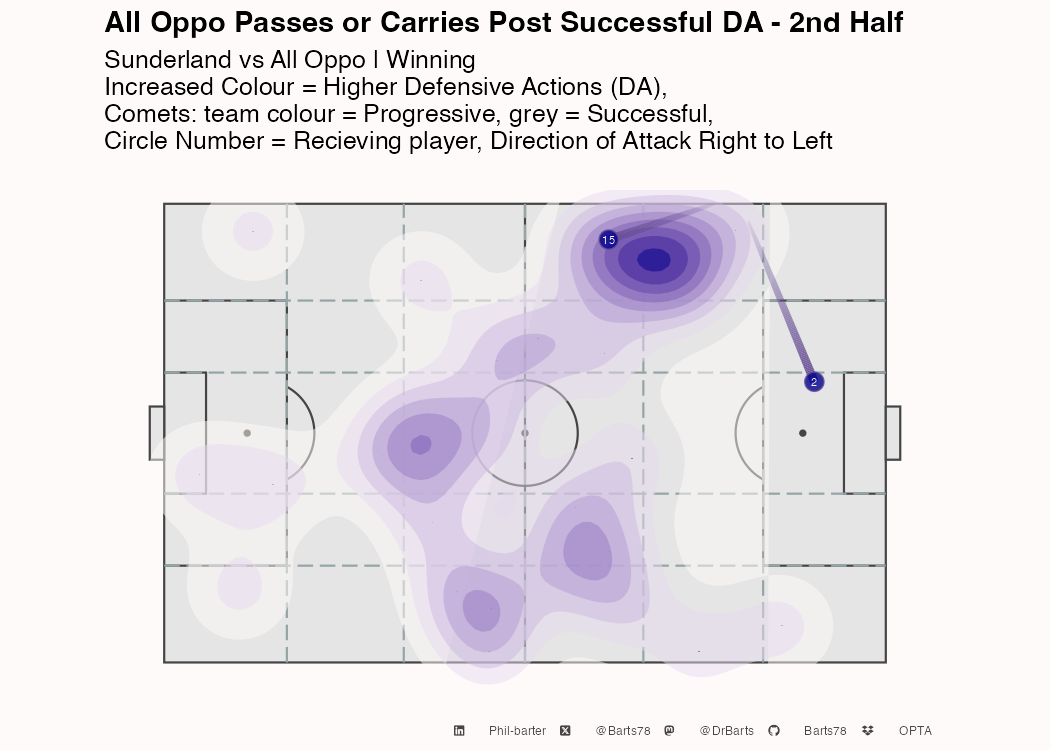 All Oppo Passes or Carries Post Successful DA - 2nd Half
Sunderland vs All Oppo | Winning
Increased Colour = Higher Defensive Actions (DA),
Comets: team colour = Progressive, grey = Successful,
Circle Number = Recieving player, Direction of Attack Right to Left
15
2
Phil-barter @Barts78 @DrBarts Barts78 OPTA